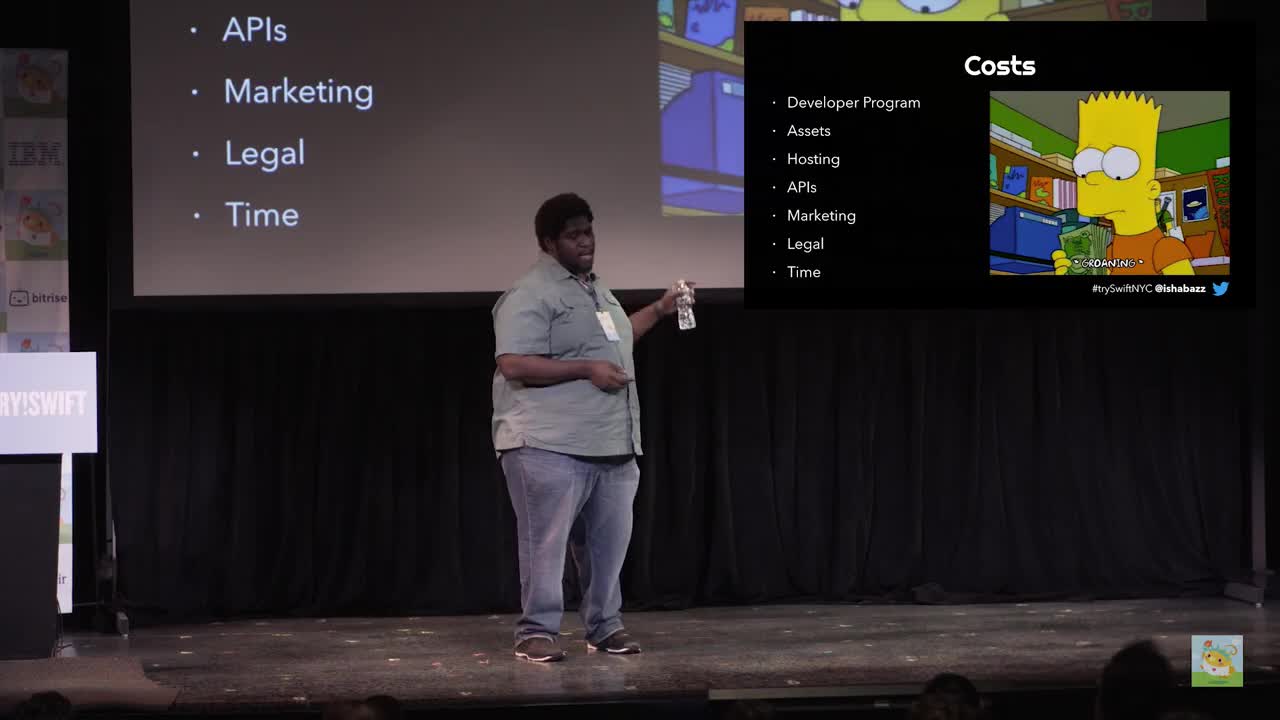 · APIs
· Marketing
· Legal
· Time
Costs
· Developer Program
· Assets
· Hosting
· APIs
· Marketing
· Legal
· Time
*GROANING*
#trySwiftNYC @ishabazz
IBM
bitrise
RY!SWIFT
ir